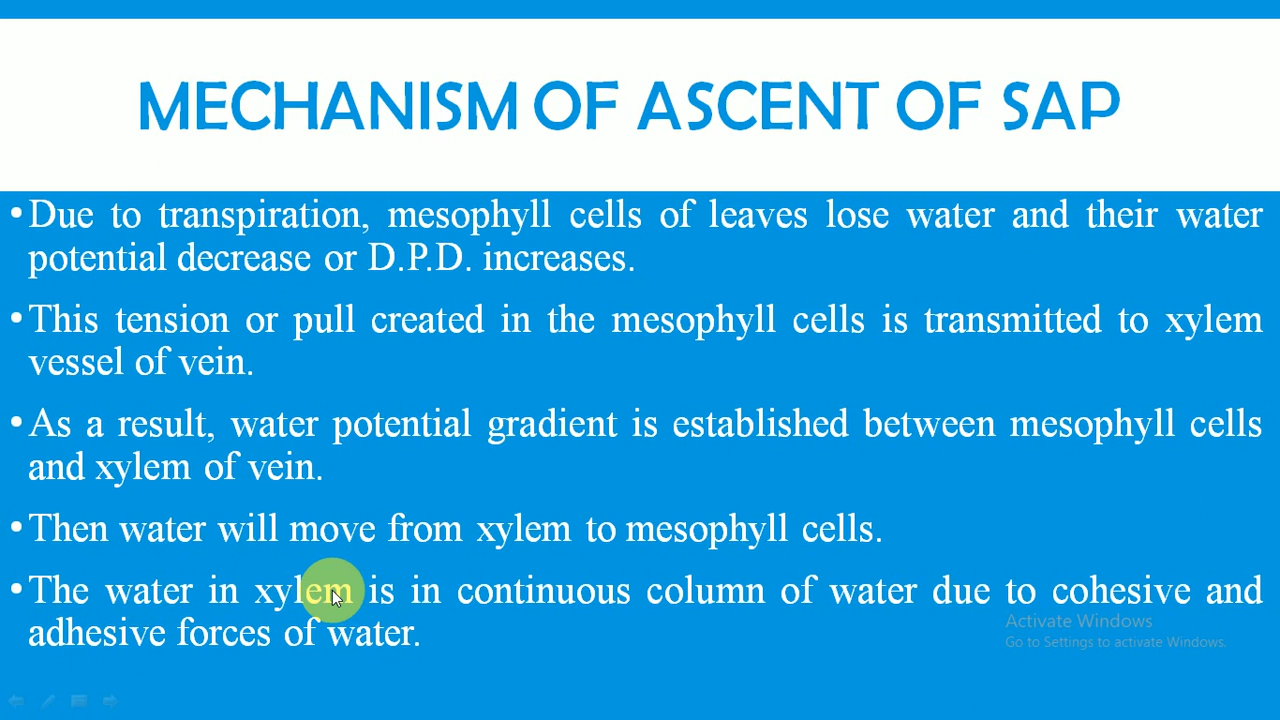 MECHANISM OF ASCENT OF SAP
•Due to transpiration, mesophyll cells of leaves lose water and their water
potential decrease or D.P.D. increases.
•This tension or pull created in the mesophyll cells is transmitted to xylem
vessel of vein.
•As a result, water potential gradient is established between mesophyll cells
and xylem of vein.
•Then water will move from xylem to mesophyll cells.
•The water in xylem is in continuous column of water due to cohesive and
adhesive forces of water.
Activate Windows
Go to Settings to activate Windows.